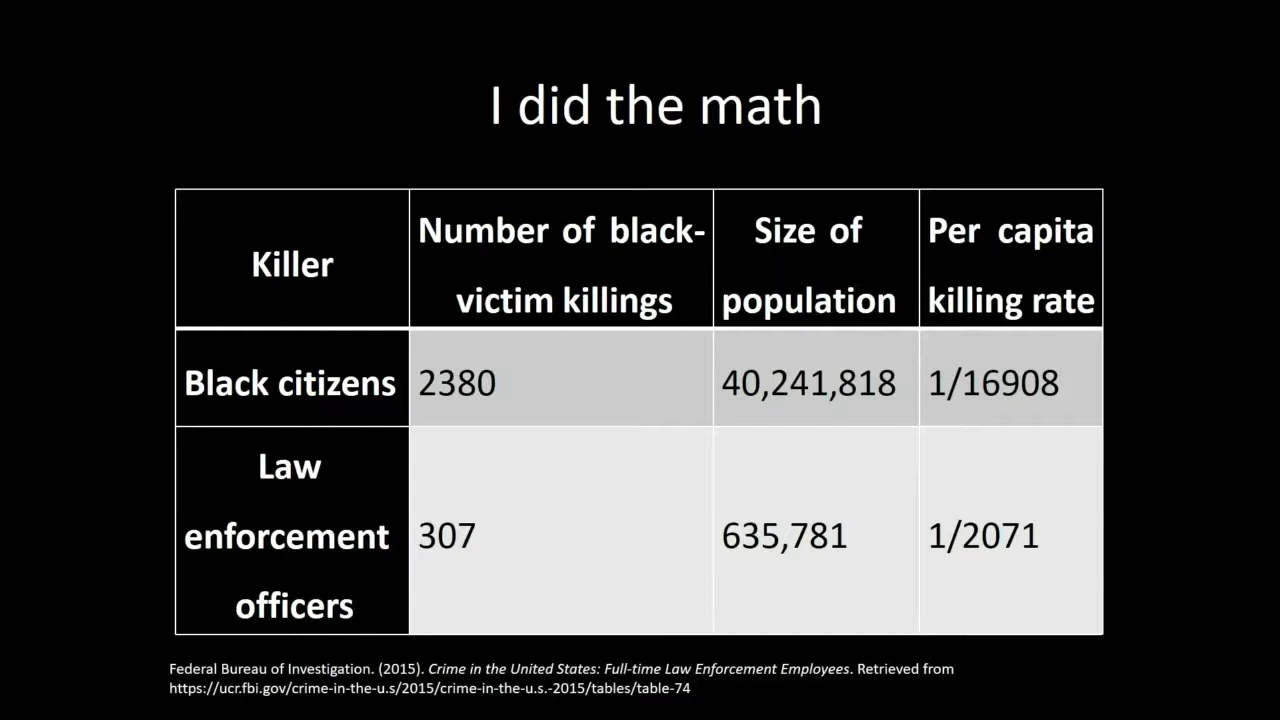 I did the math
Killer
Number of black-
victim killings
Size of
population
Per capita
killing rate
Black citizens
2380
40,241,818
1/16908
Law
enforcement
officers
307
635,781
1/2071
Federal Bureau of Investigation. (2015). Crime in the United States: Full-time Law Enforcement Employees. Retrieved from
https://ucr.fbi.gov/crime-in-the-u.s/2015/crime-in-the-u.s.-2015/tables/table-74